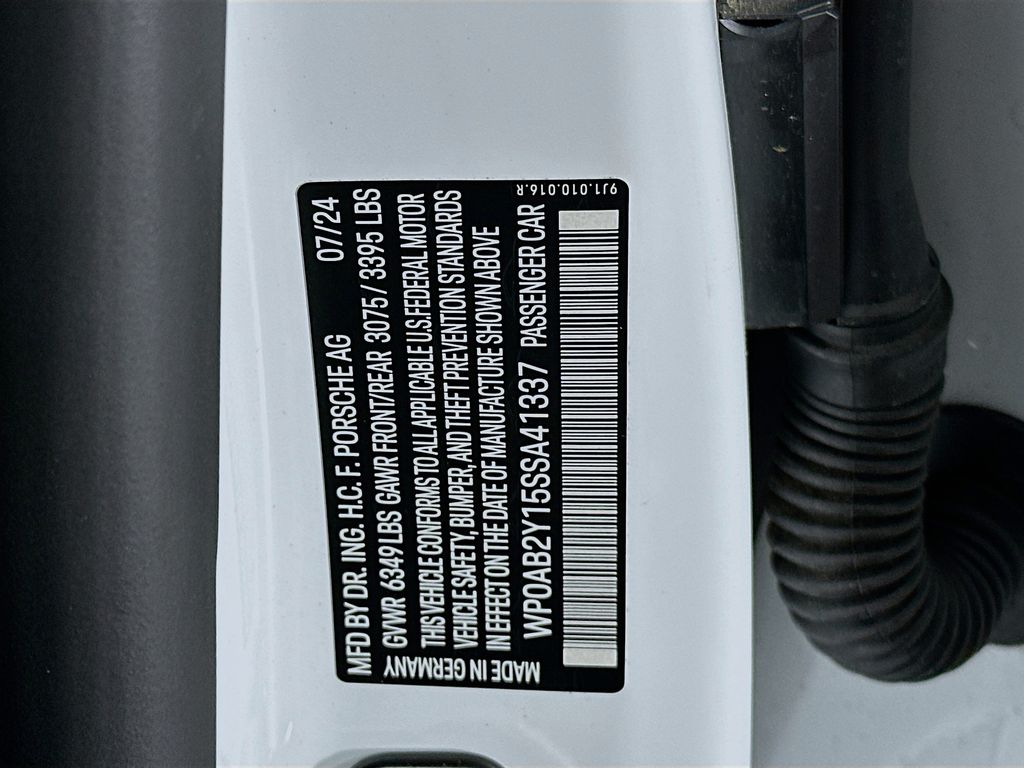 MFD BY DR. ING. H.C. F. PORSCHE AG 07/24
GVWR 6349 LBS GAWR FRONT/REAR 3075 / 3395 LBS
THIS VEHICLE CONFORMS TO ALL APPLICABLE U.S. FEDERAL MOTOR
VEHICLE SAFETY, BUMPER, AND THEFT PREVENTION STANDARDS
IN EFFECT ON THE DATE OF MANUFACTURE SHOWN ABOVE
WP0AB2Y15SSA41337 PASSENGER CAR
MADE IN GERMANY
9J1.010.016.R